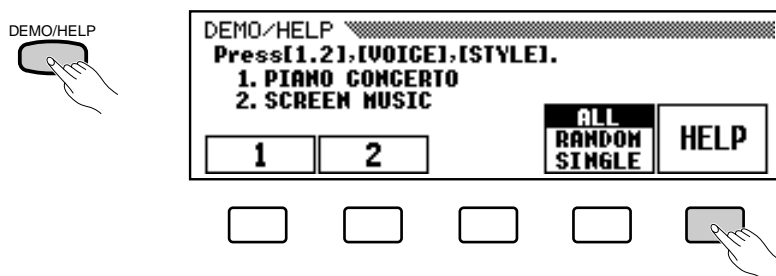 DEMO/HELP
DEMO/HELP
Press[1.2],[VOICE],[STYLE].
1. PIANO CONCERTO
2. SCREEN MUSIC
1
2
ALL
RANDOM
SINGLE
HELP